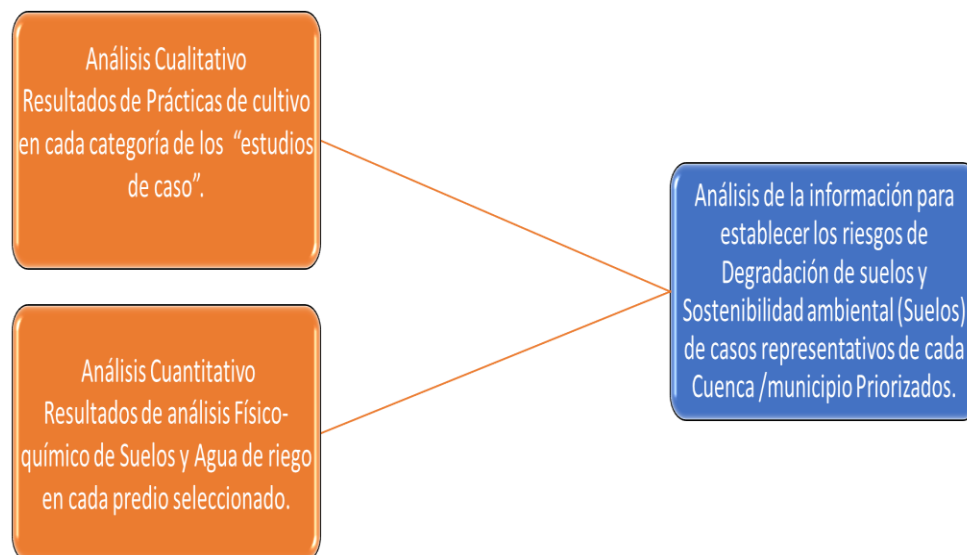 Análisis Cualitativo
Resultados de Prácticas de cultivo
en cada categoría de los “estudios
de caso”.
Análisis Cuantitativo
Resultados de análisis Físico-
químico de Suelos y Agua de riego
en cada predio seleccionado.
Análisis de la información para
establecer los riesgos de
Degradación de suelos y
Sostenibilidad ambiental (Suelos)
de casos representativos de cada
Cuenca /municipio Priorizados.